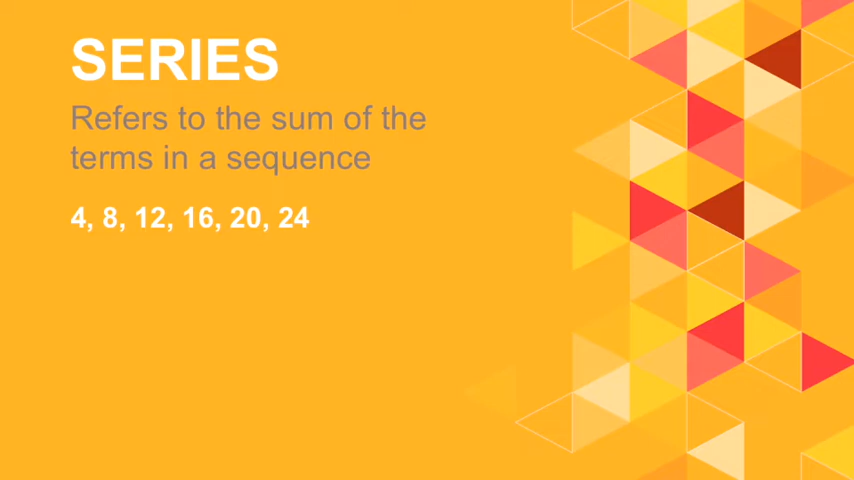 SERIES
Refers to the sum of the
terms in a sequence
4, 8, 12, 16, 20, 24